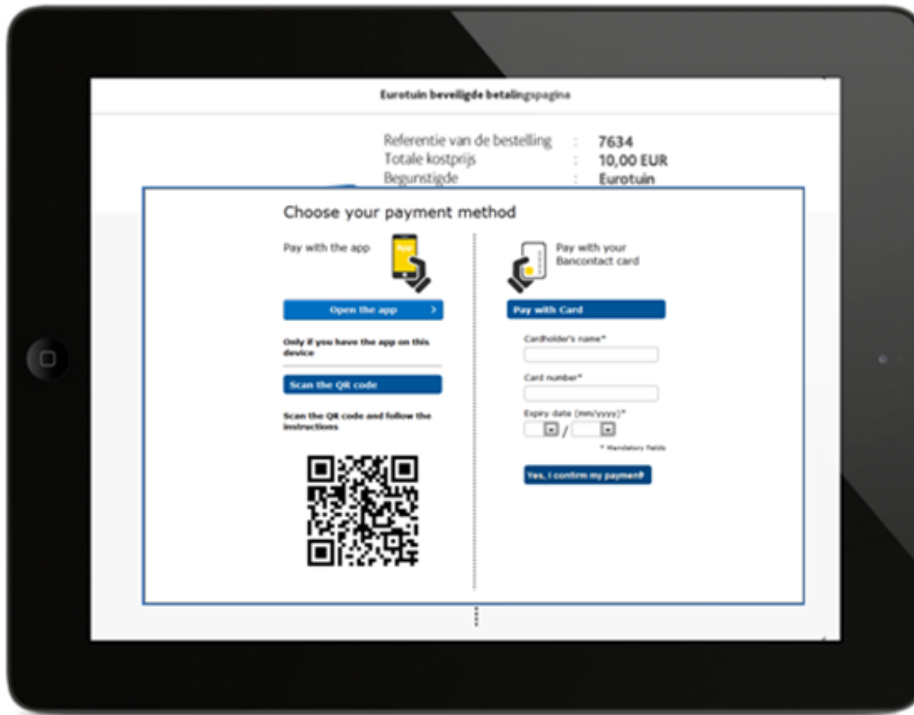 Eurotuin beveiligde betalingspagina
Referentie van de bestelling : 7634
Totale kostprijs : 10,00 EUR
Begunstigde : Eurotuin
Choose your payment method
Pay with the app
App
Open the app >
Only if you have the app on this
device
Scan the QR code
Scan the QR code and follow the
instructions
Pay with your
Bancontact card
Pay with Card
Cardholder's name*
Card number*
Expiry date (mm/yyyy)*
/
* Mandatory Fields
Yes, I confirm my payment